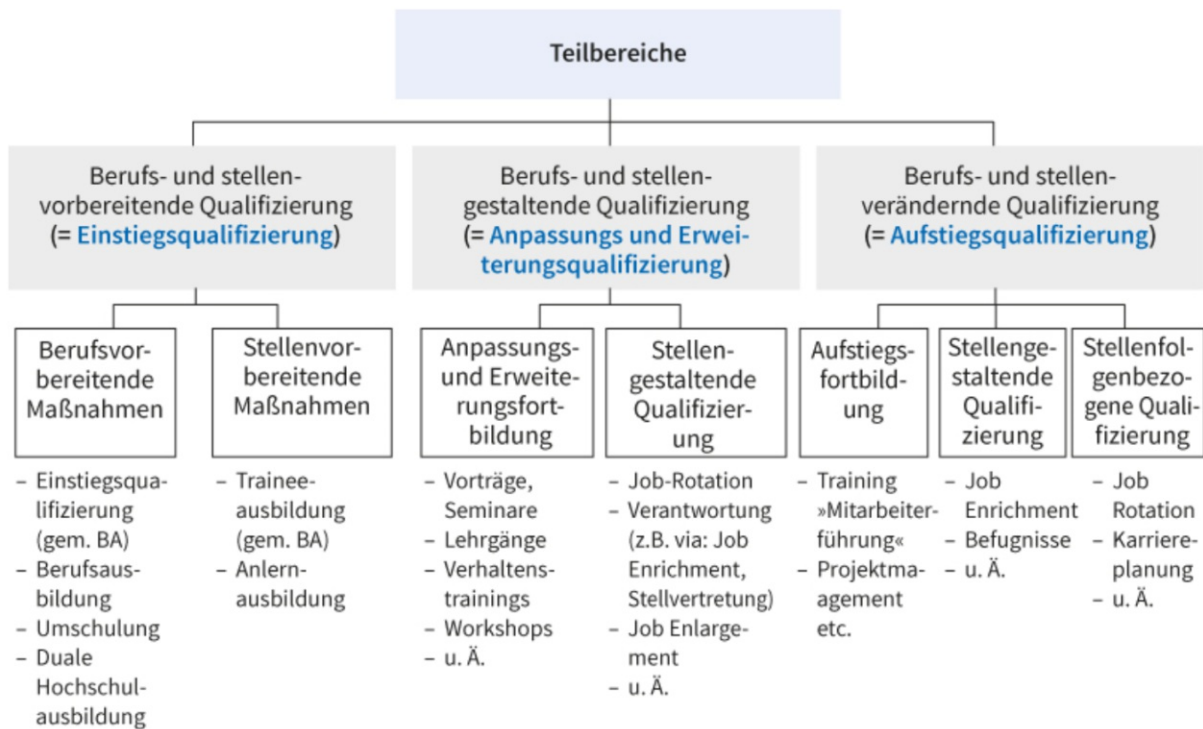 Teilbereiche
Berufs- und stellen-
vorbereitende Qualifizierung
(= Einstiegsqualifizierung)
Berufs- und stellen-
gestaltende Qualifizierung
(= Anpassungs und Erwei-
terungsqualifizierung)
Berufs- und stellen-
verändernde Qualifizierung
(= Aufstiegsqualifizierung)
Berufsvor-
bereitende
Maßnahmen
– Einstiegsqua-
lifizierung
(gem. BA)
– Berufsaus-
bildung
– Umschulung
– Duale
Hochschul-
ausbildung
Stellenvor-
bereitende
Maßnahmen
– Trainee-
ausbildung
(gem. BA)
– Anlern-
ausbildung
Anpassungs-
und Erweite-
rungsfort-
bildung
– Vorträge,
Seminare
– Lehrgänge
– Verhaltens-
trainings
– Workshops
– u. Ä.
Stellen-
gestaltende
Qualifizier-
ung
– Job-Rotation
– Verantwortung
(z.B. via: Job
Enrichment,
Stellvertretung)
– Job Enlarge-
ment
– u. Ä.
Aufstiegs-
fortbild-
ung
– Training
»Mitarbeiter-
führung«
– Projektma-
agement
etc.
Stellenge-
staltende
Qualifi-
zierung
– Job
Enrichment
– Befugnisse
– u. Ä.
Stellenfol-
genbezo-
gene Quali-
fizierung
– Job
Rotation
– Karriere-
planung
– u. Ä.